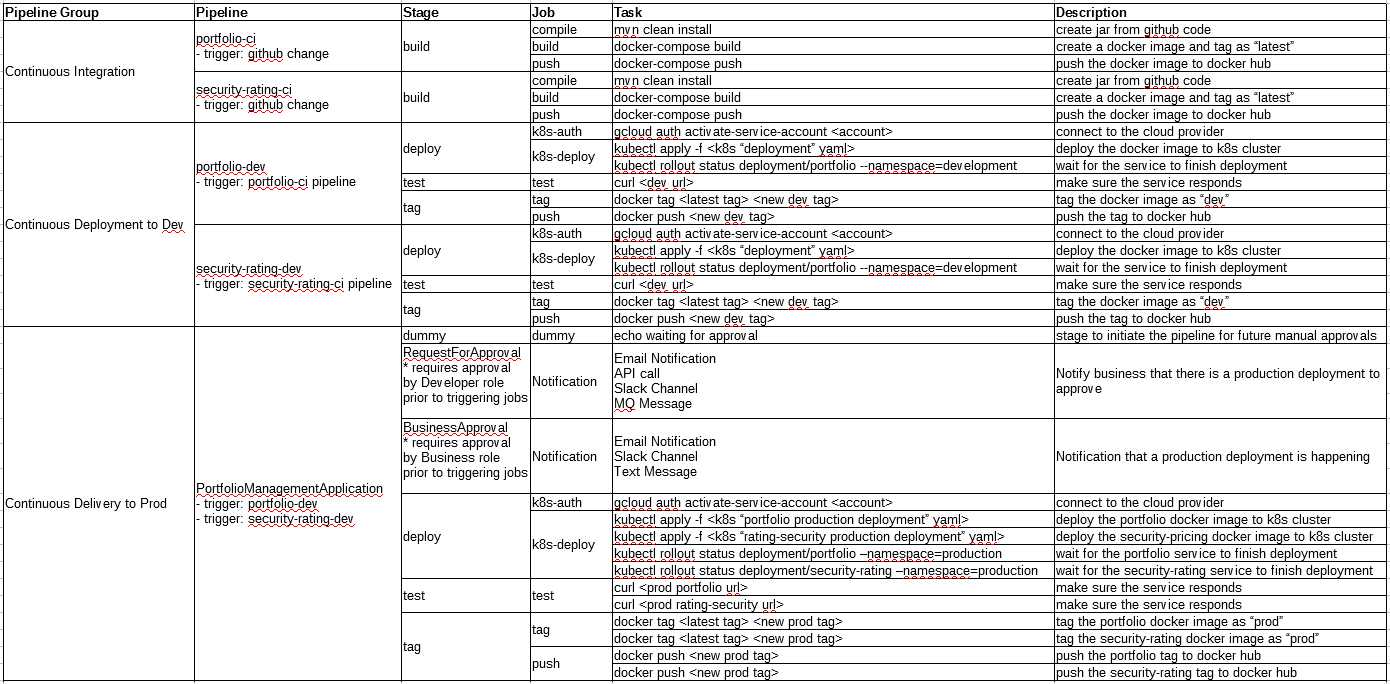 Pipeline Group Pipeline Stage Job Task Description
Continuous Integration
portfolio-ci
- trigger: github change
build
compile mvn clean install create jar from github code
build docker-compose build create a docker image and tag as “latest”
push docker-compose push push the docker image to docker hub
security-rating-ci
- trigger: github change
build
compile mvn clean install create jar from github code
build docker-compose build create a docker image and tag as “latest”
push docker-compose push push the docker image to docker hub
Continuous Deployment to Dev
portfolio-dev
- trigger: portfolio-ci pipeline
deploy
k8s-auth gcloud auth activate-service-account <account> connect to the cloud provider
k8s-deploy
kubectl apply -f <k8s “deployment” yaml> deploy the docker image to k8s cluster
kubectl rollout status deployment/portfolio --namespace=development wait for the service to finish deployment
test test curl <dev url> make sure the service responds
tag
tag docker tag <latest tag> <new dev tag> tag the docker image as “dev”
push docker push <new dev tag> push the tag to docker hub
security-rating-dev
- trigger: security-rating-ci pipeline
deploy
k8s-auth gcloud auth activate-service-account <account> connect to the cloud provider
k8s-deploy
kubectl apply -f <k8s “deployment” yaml> deploy the docker image to k8s cluster
kubectl rollout status deployment/portfolio --namespace=development wait for the service to finish deployment
test test curl <dev url> make sure the service responds
tag
tag docker tag <latest tag> <new dev tag> tag the docker image as “dev”
push docker push <new dev tag> push the tag to docker hub
Continuous Delivery to Prod
PortfolioManagementApplication
- trigger: portfolio-dev
- trigger: security-rating-dev
dummy dummy echo waiting for approval stage to initiate the pipeline for future manual approvals
RequestForApproval
* requires approval
by Developer role
prior to triggering jobs
Notification
Email Notification
API call
Slack Channel
MQ Message
Notify business that there is a production deployment to
approve
BusinessApproval
* requires approval
by Business role
prior to triggering jobs
Notification
Email Notification
Slack Channel
Text Message
Notification that a production deployment is happening
deploy
k8s-auth gcloud auth activate-service-account <account> connect to the cloud provider
k8s-deploy
kubectl apply -f <k8s “portfolio production deployment” yaml> deploy the portfolio docker image to k8s cluster
kubectl apply -f <k8s “rating-security production deployment” yaml> deploy the security-pricing docker image to k8s cluster
kubectl rollout status deployment/portfolio –namespace=production wait for the portfolio service to finish deployment
kubectl rollout status deployment/security-rating –namespace=production wait for the security-rating service to finish deployment
test
test
curl <prod portfolio url> make sure the service responds
curl <prod rating-security url> make sure the service responds
tag
tag
docker tag <latest tag> <new prod tag> tag the portfolio docker image as “prod”
docker tag <latest tag> <new prod tag> tag the security-rating docker image as “prod”
push
docker push <new prod tag> push the portfolio tag to docker hub
docker push <new prod tag> push the security-rating tag to docker hub